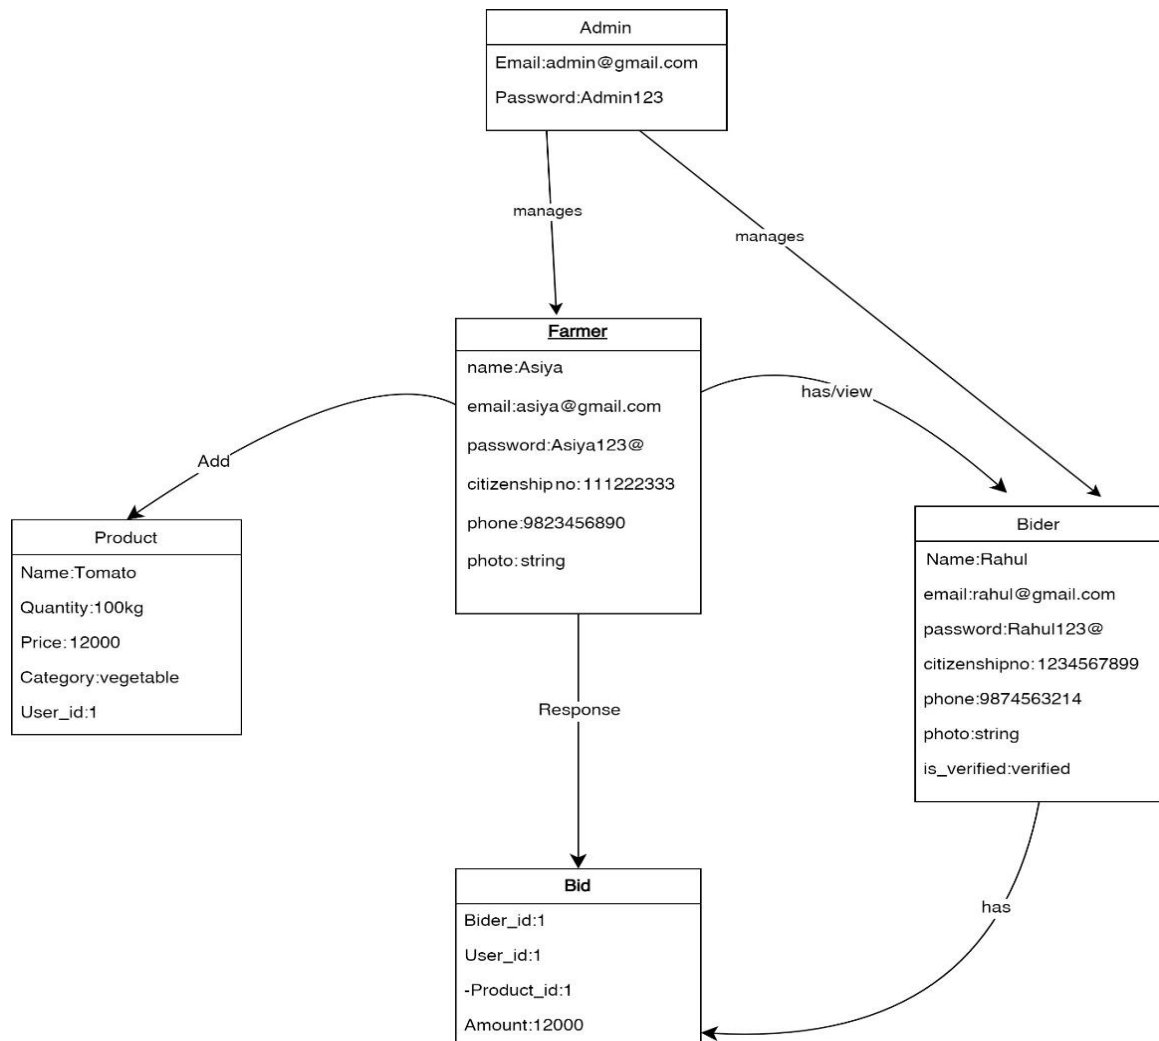 Admin
Email:admin@gmail.com
Password:Admin123
manages
manages
Farmer
name:Asiya
email:asiya@gmail.com
password:Asiya123@
citizenshipno:111222333
phone:9823456890
photo:string
has/view
Add
Product
Name:Tomato
Quantity:100kg
Price:12000
Category:vegetable
User_id:1
Bider
Name:Rahul
email:rahul@gmail.com
password:Rahul123@
citizenshipno:1234567899
phone:9874563214
photo:string
is_verified:verified
Response
has
Bid
Bider_id:1
User_id:1
-Product_id:1
Amount:12000